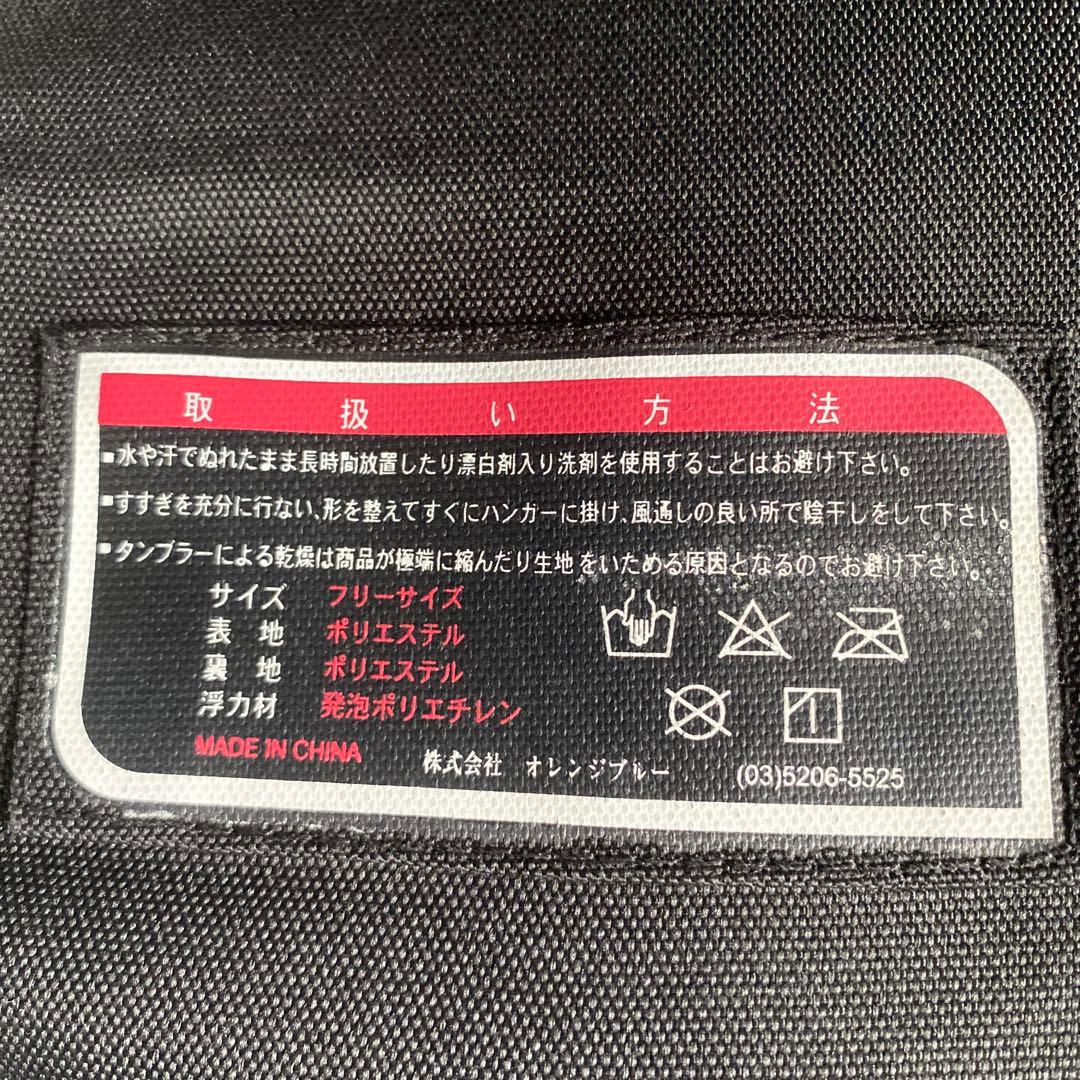 取扱い方法
■水や汗でぬれたまま長時間放置したり漂白剤入り洗剤を使用することはお避け下さい。
■すすぎを充分に行ない、形を整えてすぐにハンガーに掛け、風通しの良い所で陰干しをして下さい。
■タンブラーによる乾燥は商品が極端に縮んだり生地をいためる原因となるのでお避け下さい。
サイズ フリーサイズ
表地 ポリエステル
裏地 ポリエステル
浮力材 発泡ポリエチレン
MADE IN CHINA 株式会社 オレンジブルー (03)5206-5525